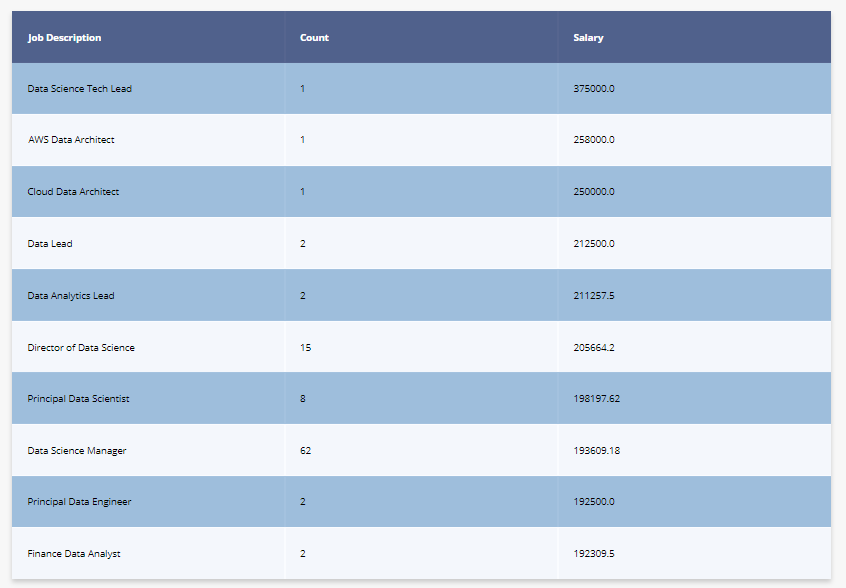 Job Description Count Salary
Data Science Tech Lead 1 375000.0
AWS Data Architect 1 258000.0
Cloud Data Architect 1 250000.0
Data Lead 2 212500.0
Data Analytics Lead 2 211257.5
Director of Data Science 15 205664.2
Principal Data Scientist 8 198197.62
Data Science Manager 62 193609.18
Principal Data Engineer 2 192500.0
Finance Data Analyst 2 192309.5